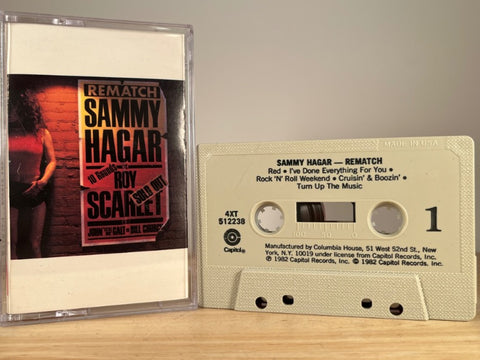 REMATCH
SAMMY
HAGAR
10 Rounds
ROY
SCARLET
SOLD OUT
MADE IN U.S.A.
SAMMY HAGAR — REMATCH
Red • I've Done Everything For You •
Rock 'N' Roll Weekend • Cruisin' & Boozin' •
Turn Up The Music
4XT
512238
1
Capitol
Manufactured by Columbia House, 51 West 52nd St., New
York, N.Y. 10019 under license from Capitol Records, Inc.
℗ 1982 Capitol Records, Inc. © 1982 Capitol Records, Inc.